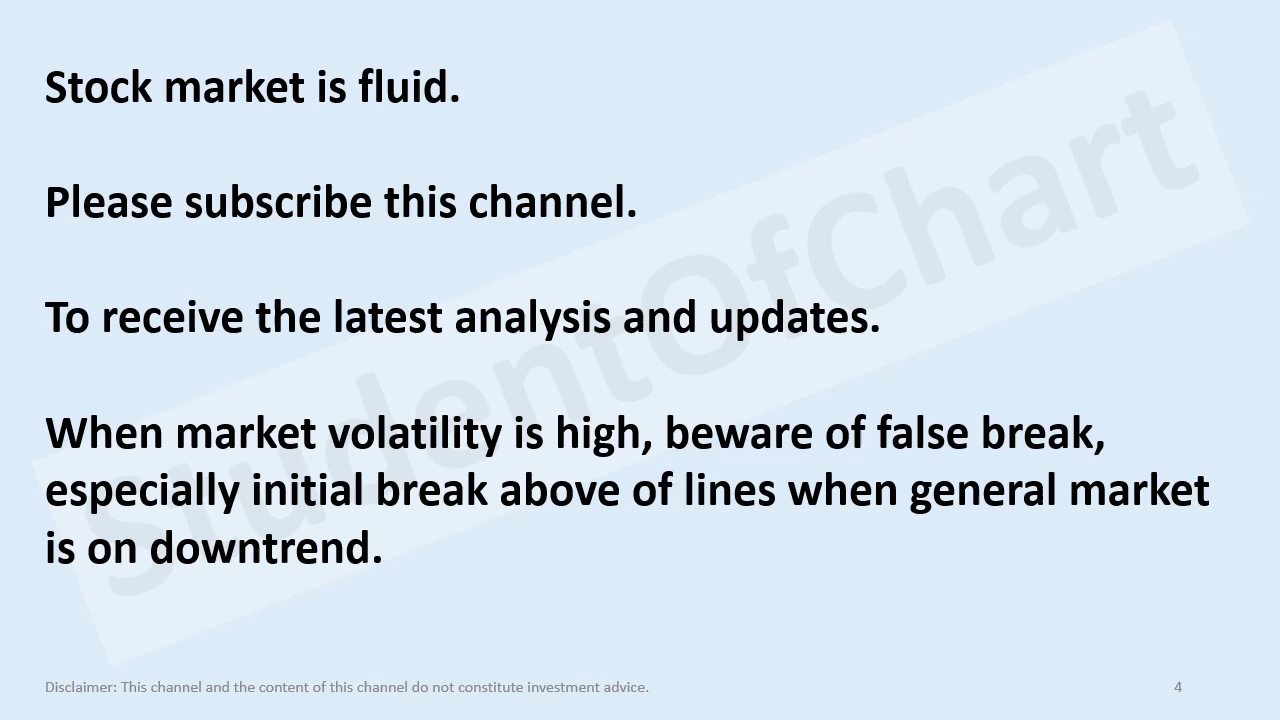 Stock market is fluid.
Please subscribe this channel.
To receive the latest analysis and updates.
When market volatility is high, beware of false break,
especially initial break above of lines when general market
is on downtrend.
StudentOfChart
Disclaimer: This channel and the content of this channel do not constitute investment advice.
4